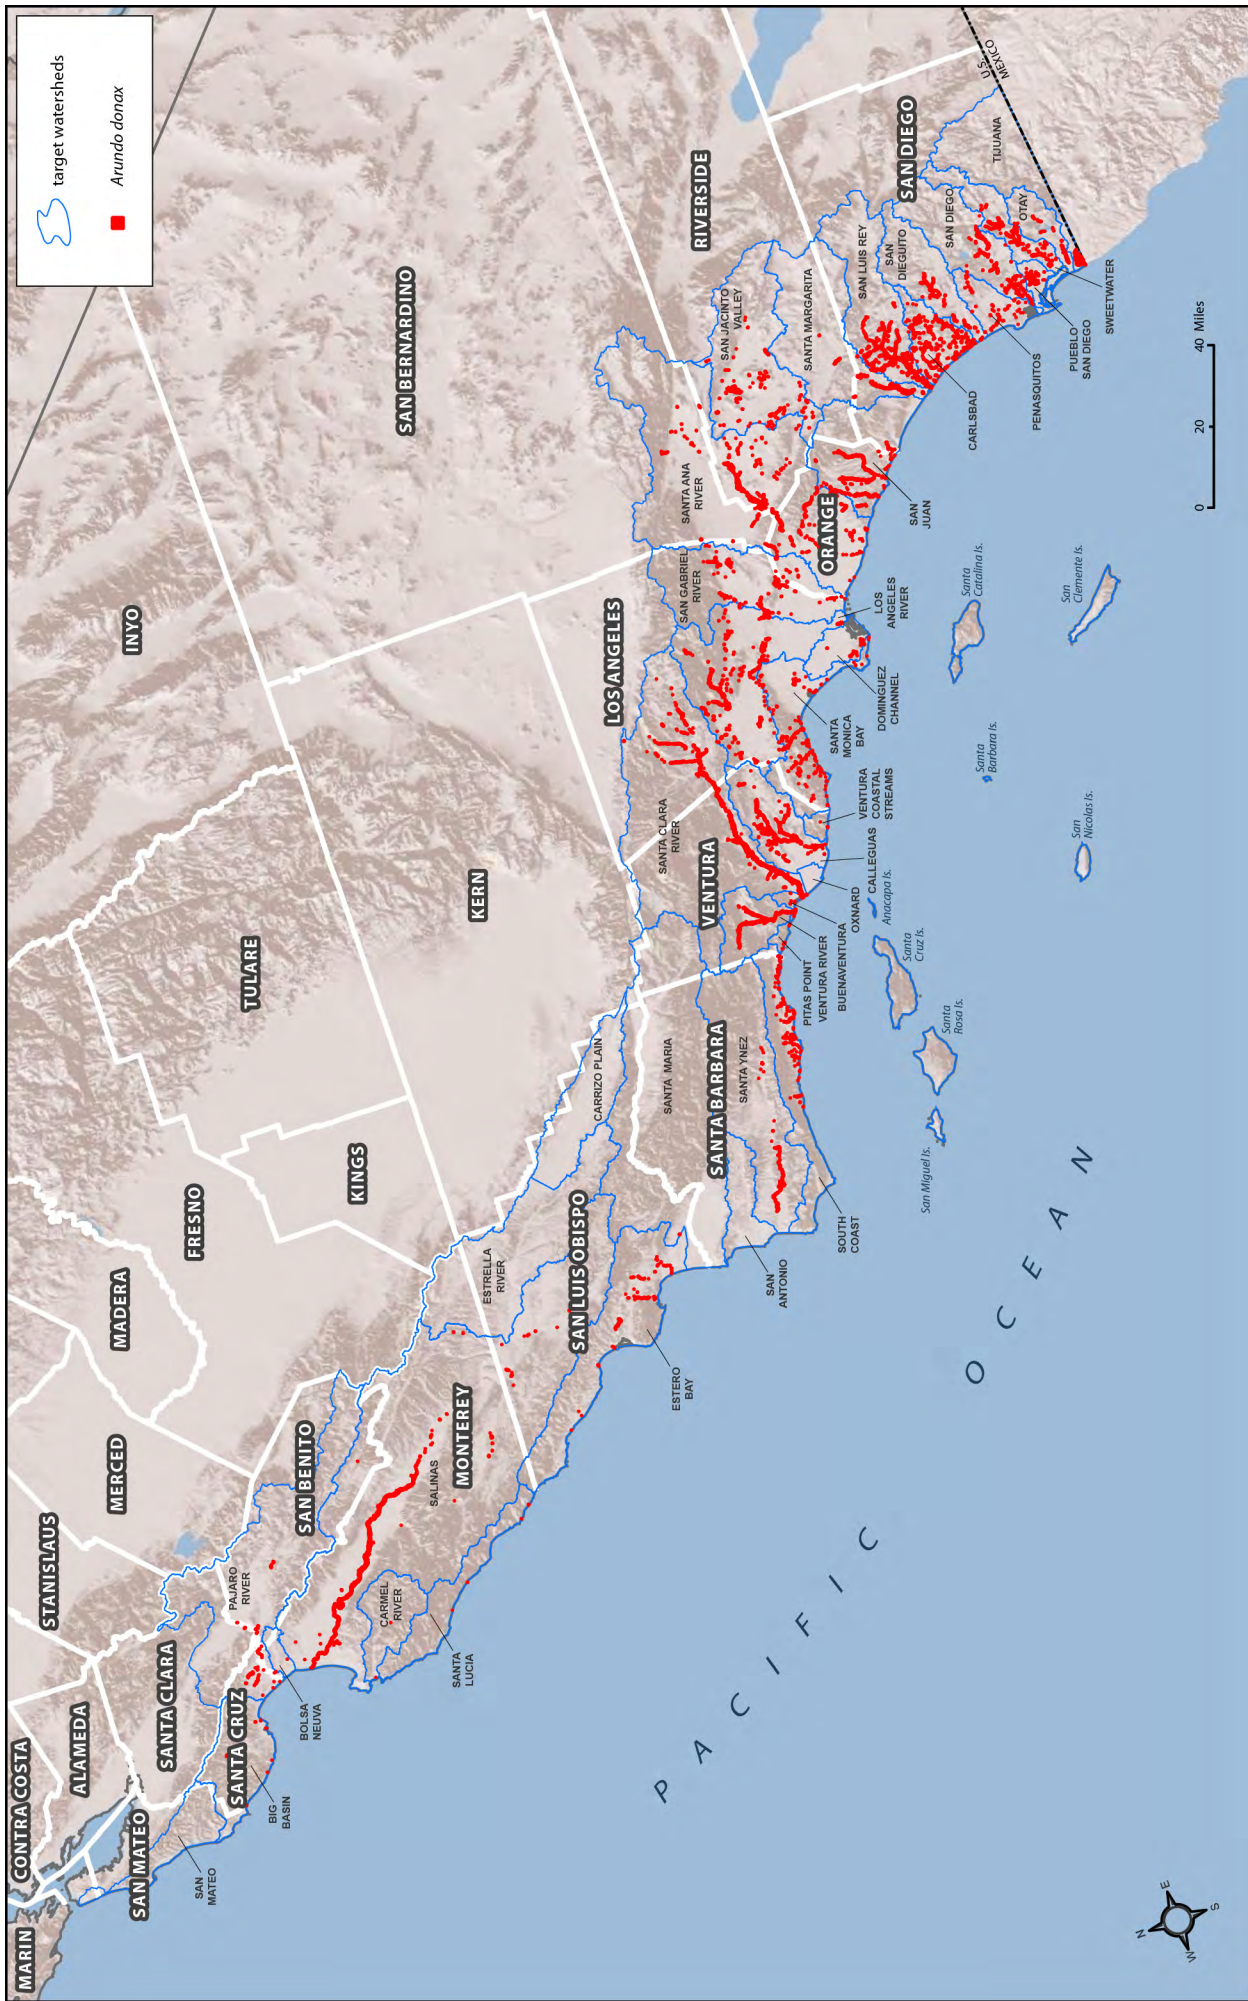 target watersheds
Arundo donax
MARIN
CONTRA COSTA
ALAMEDA
SAN MATEO
SANTA CLARA
SANTA CRUZ
STANISLAUS
MERCED
MADERA
FRESNO
SAN BENITO
MONTEREY
KINGS
TULARE
INYO
KERN
SAN LUIS OBISPO
SANTA BARBARA
VENTURA
LOS ANGELES
SAN BERNARDINO
ORANGE
RIVERSIDE
SAN DIEGO
SAN
MATEO
BIG
BASIN
PAJARO
RIVER
BOLSA
NEUVA
CARMEL
RIVER
SANTA
LUCIA
SALINAS
ESTRELLA
RIVER
ESTERO
BAY
CARRIZO PLAIN
SANTA MARIA
SAN
ANTONIO
SANTA YNEZ
SOUTH
COAST
PITAS POINT
VENTURA RIVER
BUENAVENTURA
OXNARD
CALLEGUAS
SANTA CLARA
RIVER
VENTURA
COASTAL
STREAMS
SANTA
MONICA
BAY
DOMINGUEZ
CHANNEL
LOS
ANGELES
RIVER
SAN GABRIEL
RIVER
SANTA ANA
RIVER
SAN JACINTO
VALLEY
SAN
JUAN
SANTA MARGARITA
SAN LUIS REY
CARLSBAD
SAN
DIEGUITO
PENASQUITOS
SAN DIEGO
PUEBLO
SAN DIEGO
SWEETWATER
OTAY
TIJUANA
U.S.
MEXICO
San Miguel Is.
Santa
Rosa Is.
Santa
Cruz Is.
Anacapa Is.
San
Nicolas Is.
Santa
Barbara Is.
Santa
Catalina Is.
San
Clemente Is.
PACIFIC OCEAN
0 20 40 Miles
N
E
S
W